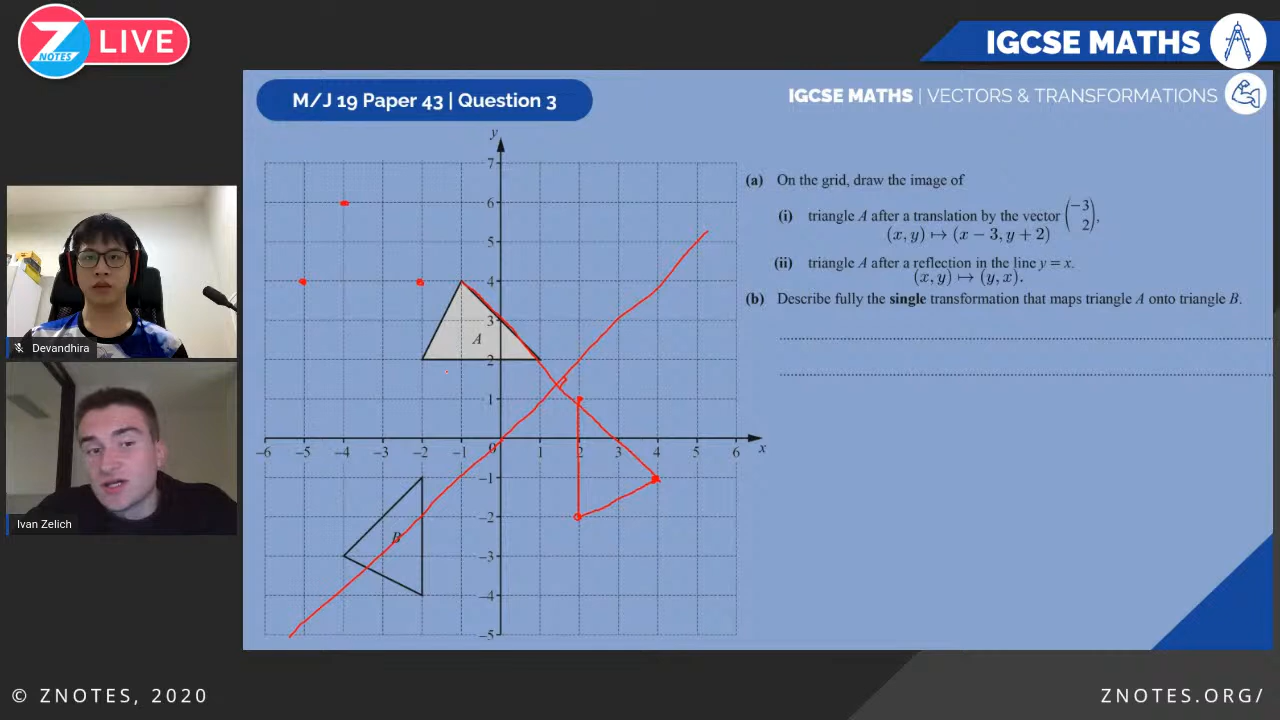 Z
NOTES
LIVE
IGCSE MATHS
M/J 19 Paper 43 | Question 3
IGCSE MATHS | VECTORS & TRANSFORMATIONS
y
7
6
5
4
3
2
1
0
-6 -5 -4 -3 -2 -1 1 2 3 4 5 6 x
-1
-2
-3
-4
-5
A
B
(a) On the grid, draw the image of
(i) triangle A after a translation by the vector (-3 2),
(x, y) ↦ (x − 3, y + 2)
(ii) triangle A after a reflection in the line y = x.
(x, y) ↦ (y, x).
(b) Describe fully the single transformation that maps triangle A onto triangle B.
Devandhira
Ivan Zelich
© ZNOTES, 2020
ZNOTES.ORG/